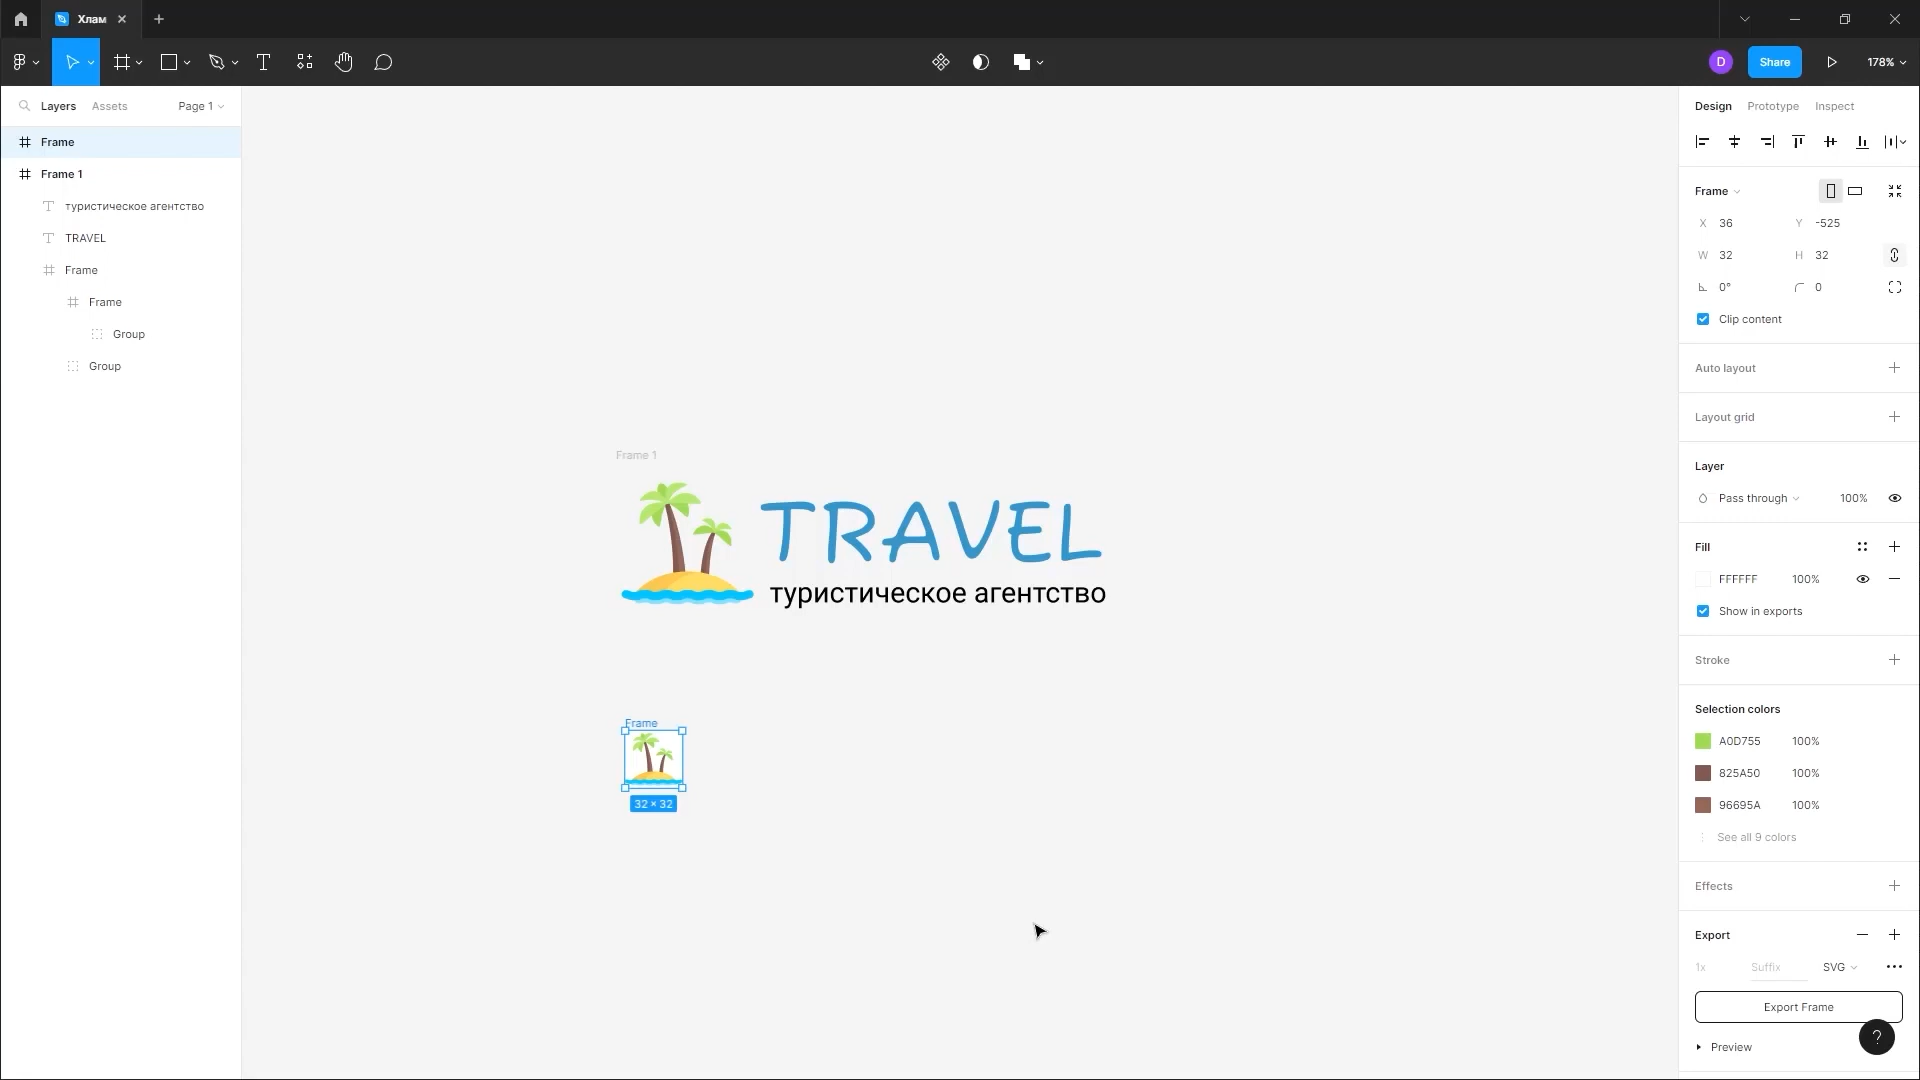 Хлам
Share
D
178%
Layers
Assets
Page 1
Frame
Frame 1
туристическое агентство
TRAVEL
Frame
Frame
Group
Group
Frame 1
TRAVEL
туристическое агентство
Frame
32 × 32
Design
Prototype
Inspect
Frame
X 36
Y -525
W 32
H 32
0°
0
Clip content
Auto layout
Layout grid
Layer
Pass through
100%
Fill
FFFFFF 100%
Show in exports
Stroke
Selection colors
A0D755 100%
825A50 100%
96695A 100%
See all 9 colors
Effects
Export
1x
Suffix
SVG
Export Frame
?
Preview